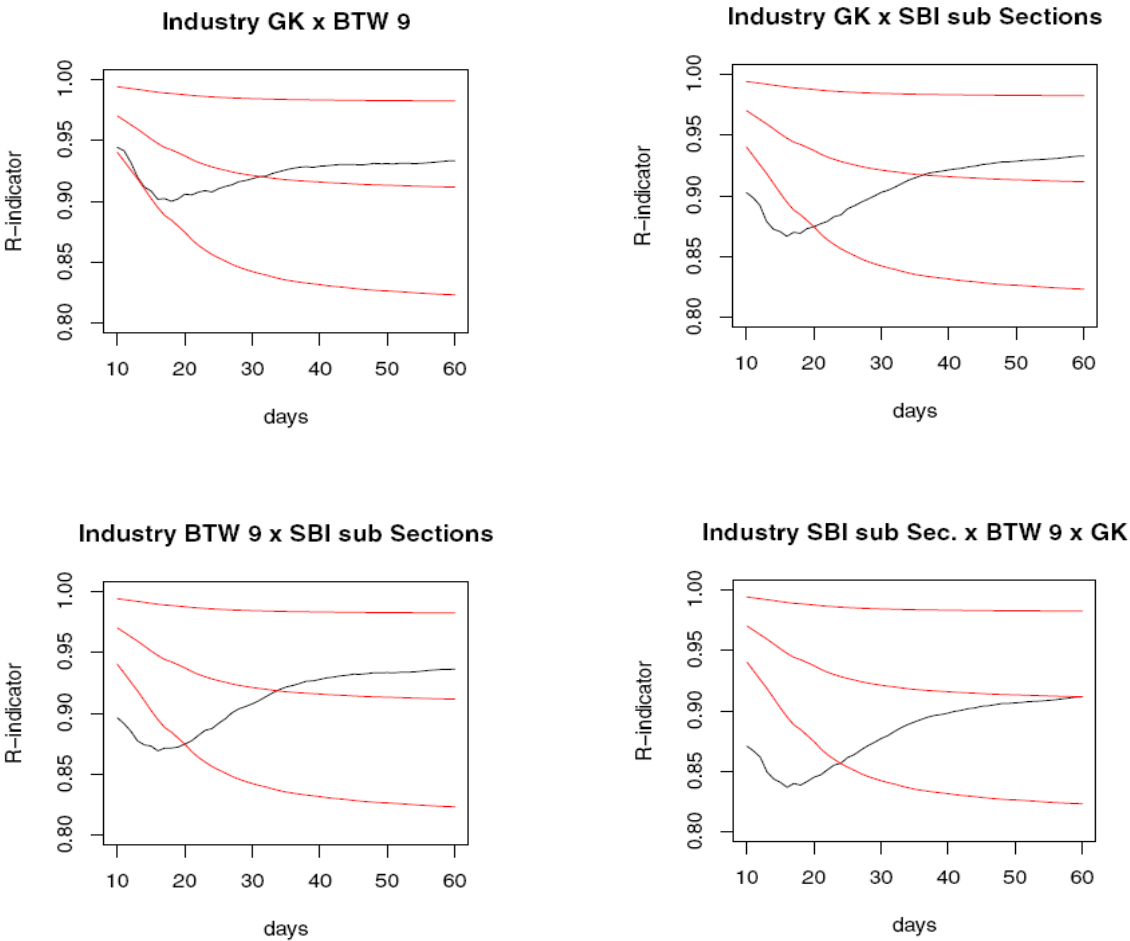 Industry GK x BTW 9
R-indicator
1.00
0.95
0.90
0.85
0.80
10 20 30 40 50 60
days
Industry GK x SBI sub Sections
R-indicator
1.00
0.95
0.90
0.85
0.80
10 20 30 40 50 60
days
Industry BTW 9 x SBI sub Sections
R-indicator
1.00
0.95
0.90
0.85
0.80
10 20 30 40 50 60
days
Industry SBI sub Sec. x BTW 9 x GK
R-indicator
1.00
0.95
0.90
0.85
0.80
10 20 30 40 50 60
days